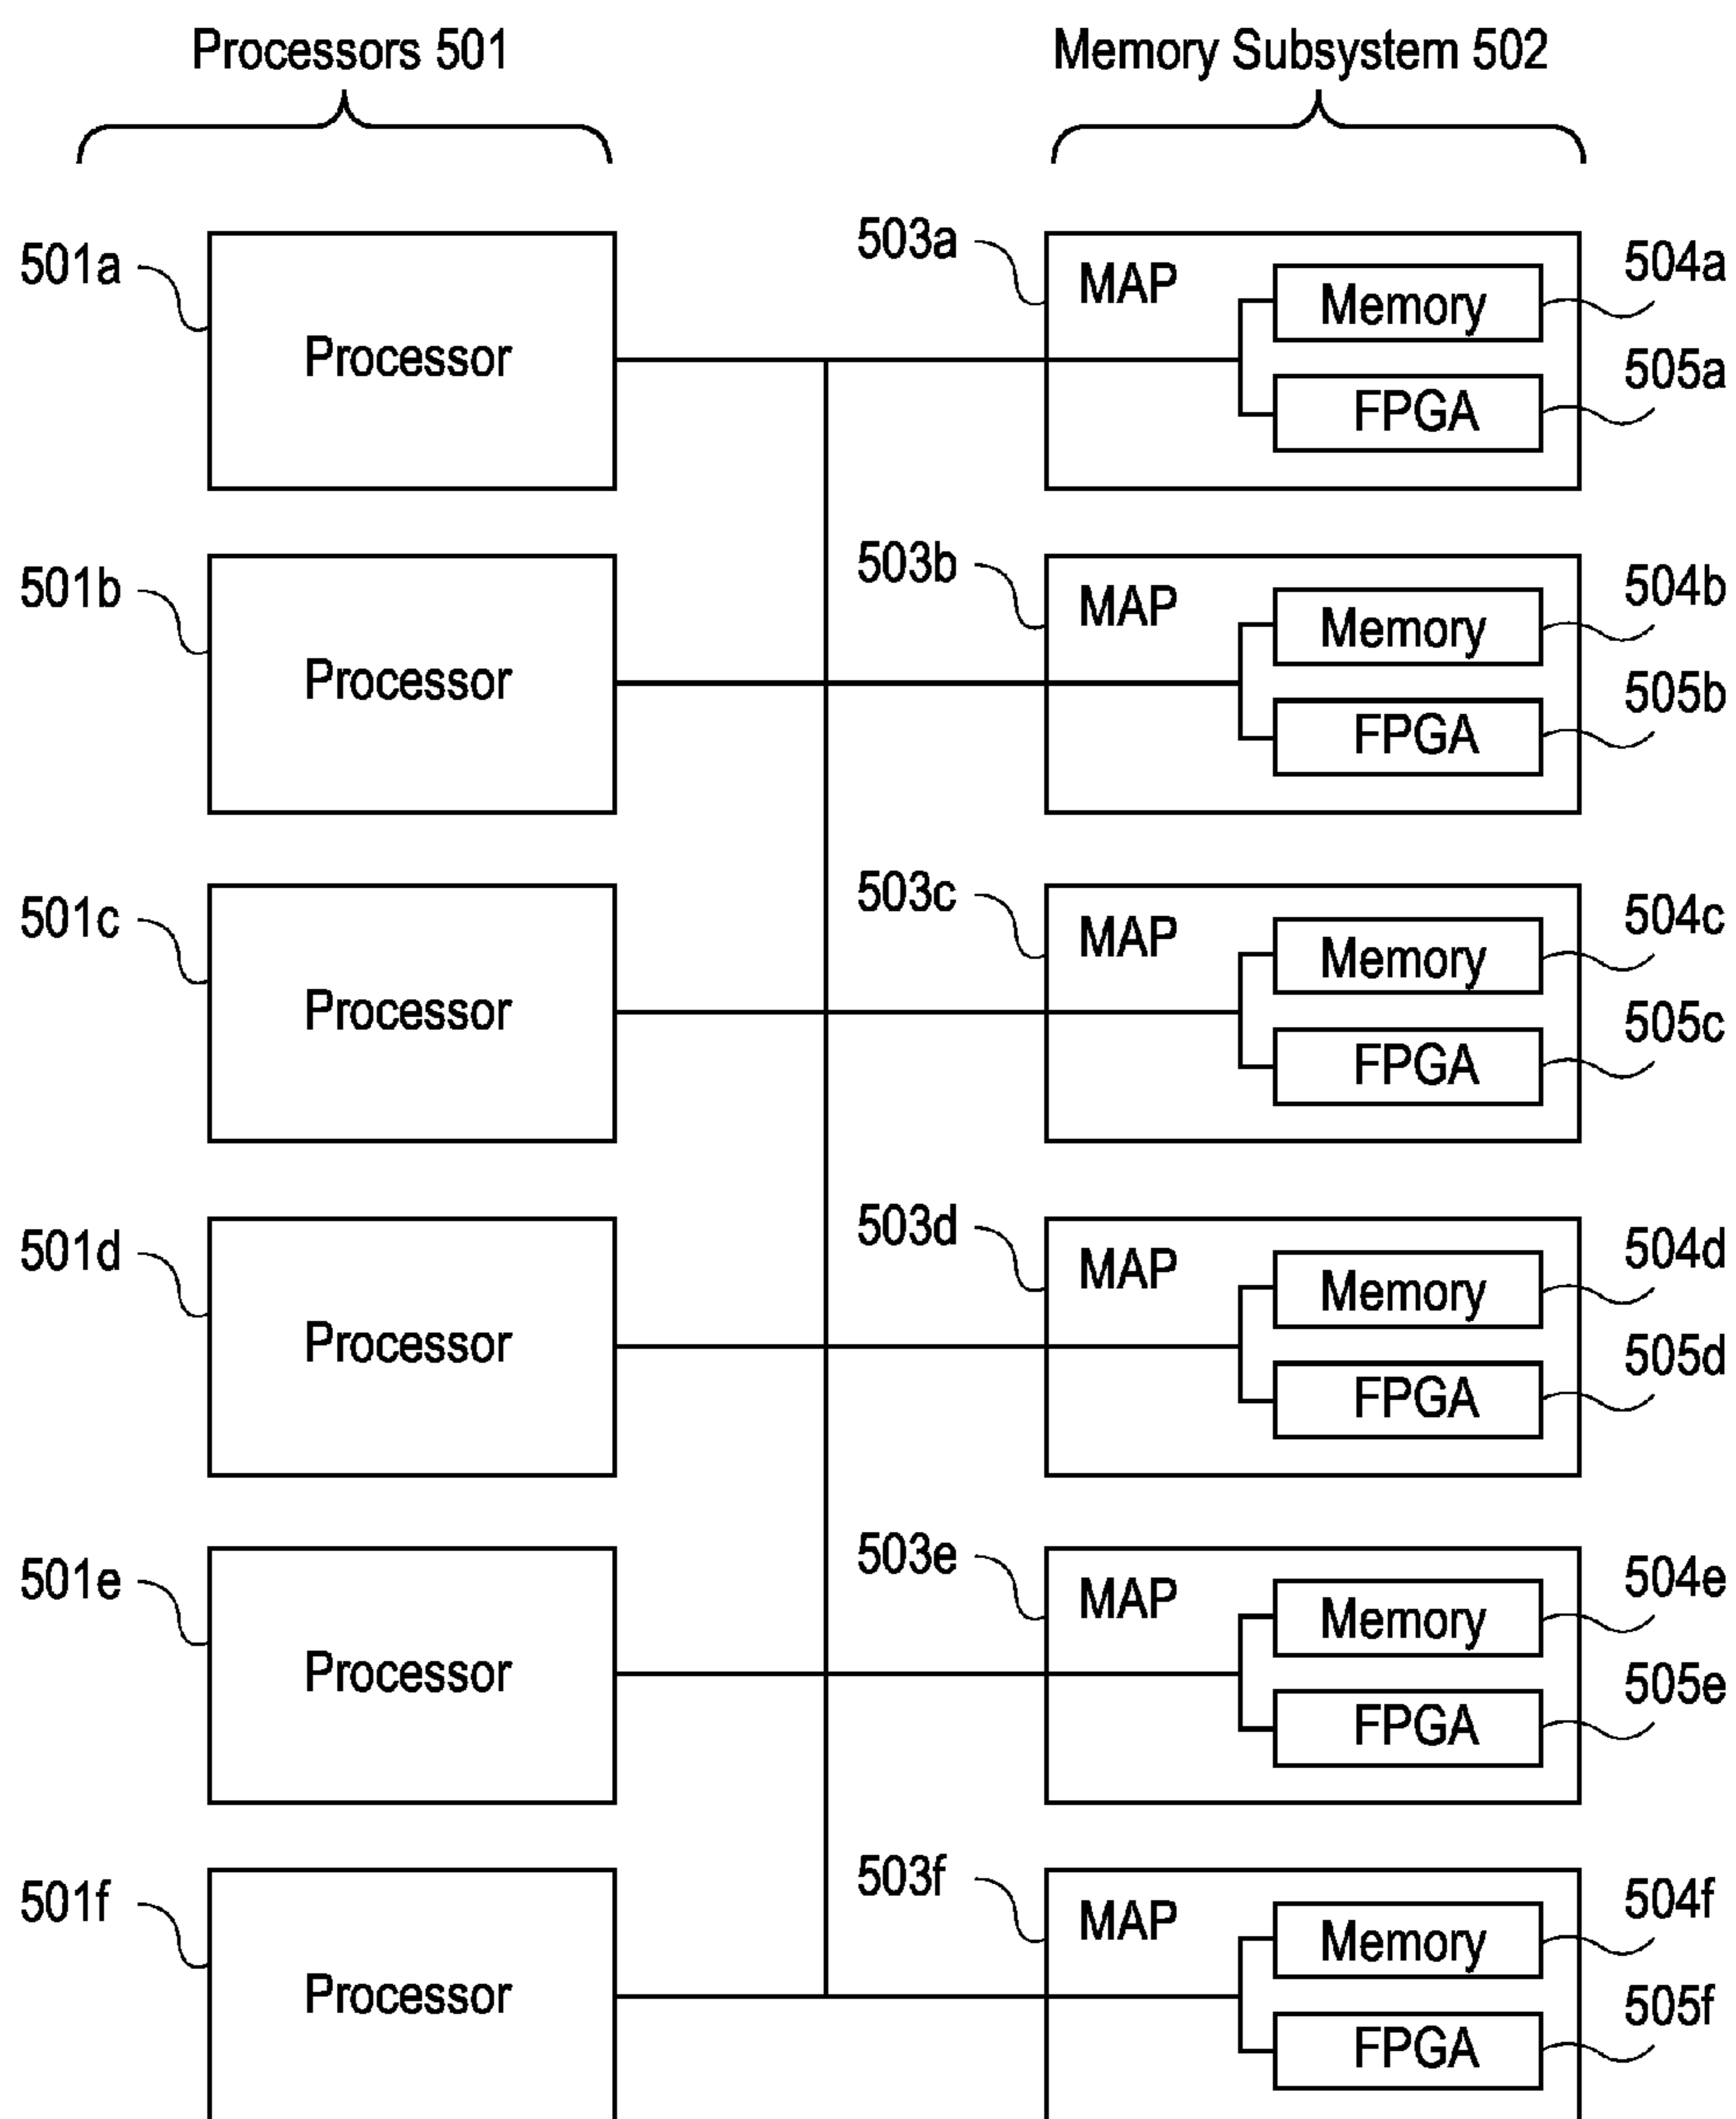 Processors 501
Memory Subsystem 502
501a
Processor
503a
MAP
Memory
504a
FPGA
505a
501b
Processor
503b
MAP
Memory
504b
FPGA
505b
501c
Processor
503c
MAP
Memory
504c
FPGA
505c
501d
Processor
503d
MAP
Memory
504d
FPGA
505d
501e
Processor
503e
MAP
Memory
504e
FPGA
505e
501f
Processor
503f
MAP
Memory
504f
FPGA
505f